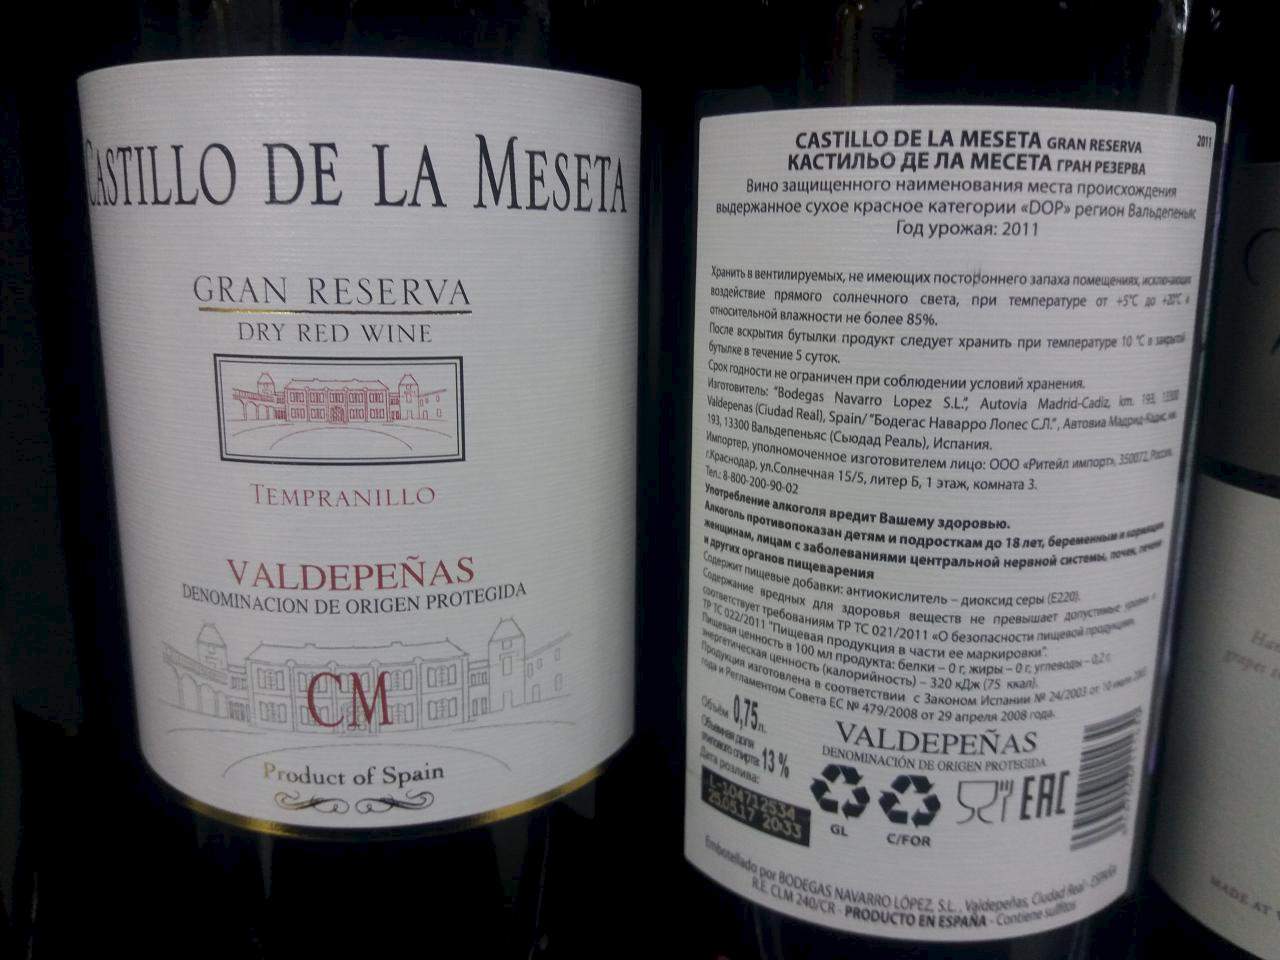 CASTILLO DE LA MESETA
GRAN RESERVA
DRY RED WINE
TEMPRANILLO
VALDEPEÑAS
DENOMINACION DE ORIGEN PROTEGIDA
CM
Product of Spain
CASTILLO DE LA MESETA GRAN RESERVA
2011
КАСТИЛЬО ДЕ ЛА МЕСЕТА ГРАН РЕЗЕРВА
Вино защищенного наименования места происхождения
выдержанное сухое красное категории «DOP» регион Вальдепеньяс
Год урожая: 2011
Хранить в вентилируемых, не имеющих постороннего запаха помещениях, исключающих
воздействие прямого солнечного света, при температуре от +5°C до +20°C и
относительной влажности не более 85%.
После вскрытия бутылки продукт следует хранить при температуре 10 °C в закрытой
бутылке в течение 5 суток.
Срок годности не ограничен при соблюдении условий хранения.
Изготовитель: "Bodegas Navarro Lopez S.L.", Autovia Madrid-Cadiz, km. 193, 13300
Valdepenas (Ciudad Real), Spain/ "Бодегас Наварро Лопес С.Л." , Автовиа Мадрид-Кадис, км.
193, 13300 Вальдепеньяс (Сьюдад Реаль), Испания.
Импортер, уполномоченное изготовителем лицо: ООО «Ритейл импорт», 350072, Россия,
г.Краснодар, ул.Солнечная 15/5, литер Б, 1 этаж, комната 3.
Тел.: 8-800-200-90-02
Употребление алкоголя вредит Вашему здоровью.
Алкоголь противопоказан детям и подросткам до 18 лет, беременным и кормящим
женщинам, лицам с заболеваниями центральной нервной системы, почек, печени
и других органов пищеварения
Содержит пищевые добавки: антиокислитель – диоксид серы (E220).
Содержание вредных для здоровья веществ не превышает допустимые уровни и
соответствует требованиям ТР ТС 021/2011 «О безопасности пищевой продукции»,
ТР ТС 022/2011 "Пищевая продукция в части ее маркировки".
Пищевая ценность в 100 мл продукта: белки – 0 г, жиры – 0 г, углеводы – 0,2 г.
энергетическая ценность (калорийность) – 320 кДж (75 ккал).
Продукция изготовлена в соответствии с Законом Испании № 24/2003 от 10 июля 2003
года и Регламентом Совета ЕС № 479/2008 от 29 апреля 2008 года.
Объём 0,75л.
Объемная доля
этилового спирта: 13 %
Дата розлива:
L-104712534
250517 20:33
VALDEPEÑAS
DENOMINACIÓN DE ORIGEN PROTEGIDA
GL
C/FOR
EAC
Embotellado por BODEGAS NAVARRO LÓPEZ, S.L., Valdepeñas, Ciudad Real - ESPAÑA
R.E. CLM 240/CR - PRODUCTO EN ESPAÑA - Contiene sulfitos
grapes
MADE AT